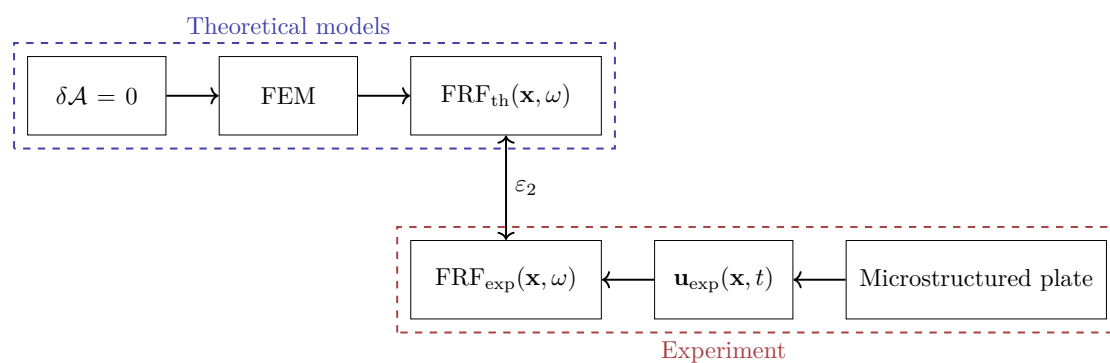 Theoretical models
δ𝒜 = 0
FEM
FRF_th(𝐱, ω)
ε₂
FRF_exp(𝐱, ω)
𝐮_exp(𝐱, t)
Microstructured plate
Experiment